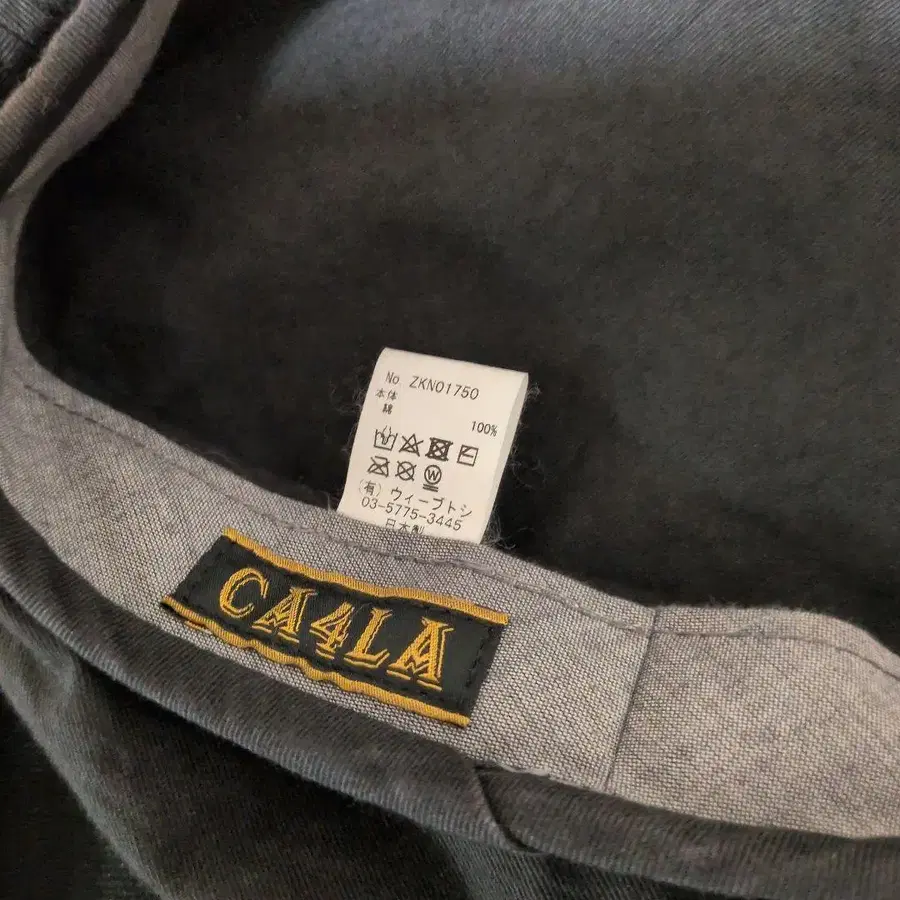 No. ZKN01750
本体
綿 100%
W
(有) ウィーブトシ
03-5775-3445
日本製
CA4LA